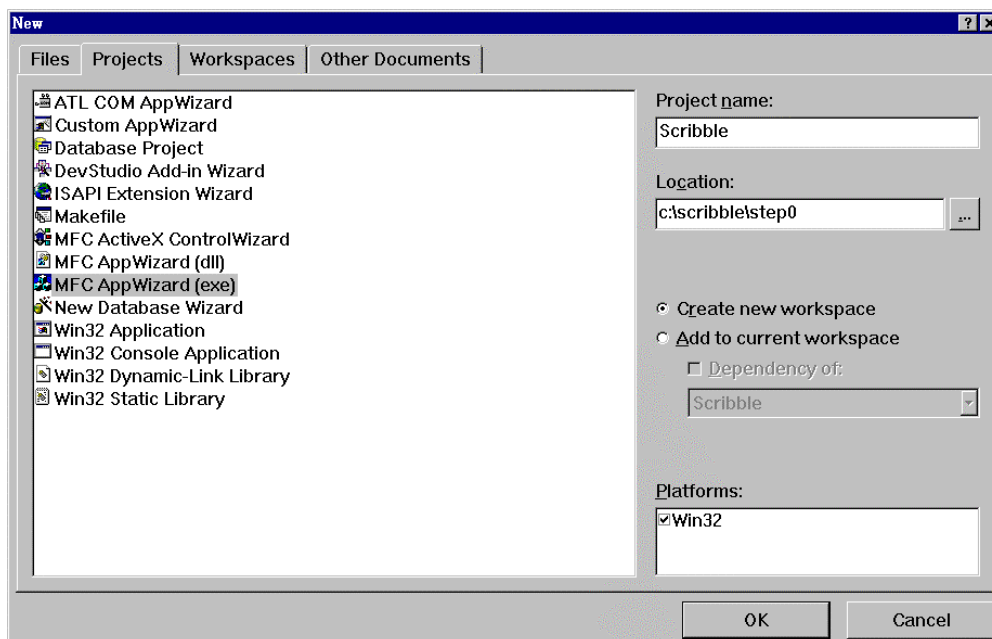 New
Files Projects Workspaces Other Documents
ATL COM AppWizard
Custom AppWizard
Database Project
DevStudio Add-in Wizard
ISAPI Extension Wizard
Makefile
MFC ActiveX ControlWizard
MFC AppWizard (dll)
MFC AppWizard (exe)
New Database Wizard
Win32 Application
Win32 Console Application
Win32 Dynamic-Link Library
Win32 Static Library
Project name:
Scribble
Location:
c:\scribble\step0
...
Create new workspace
Add to current workspace
Dependency of:
Scribble
Platforms:
Win32
OK Cancel